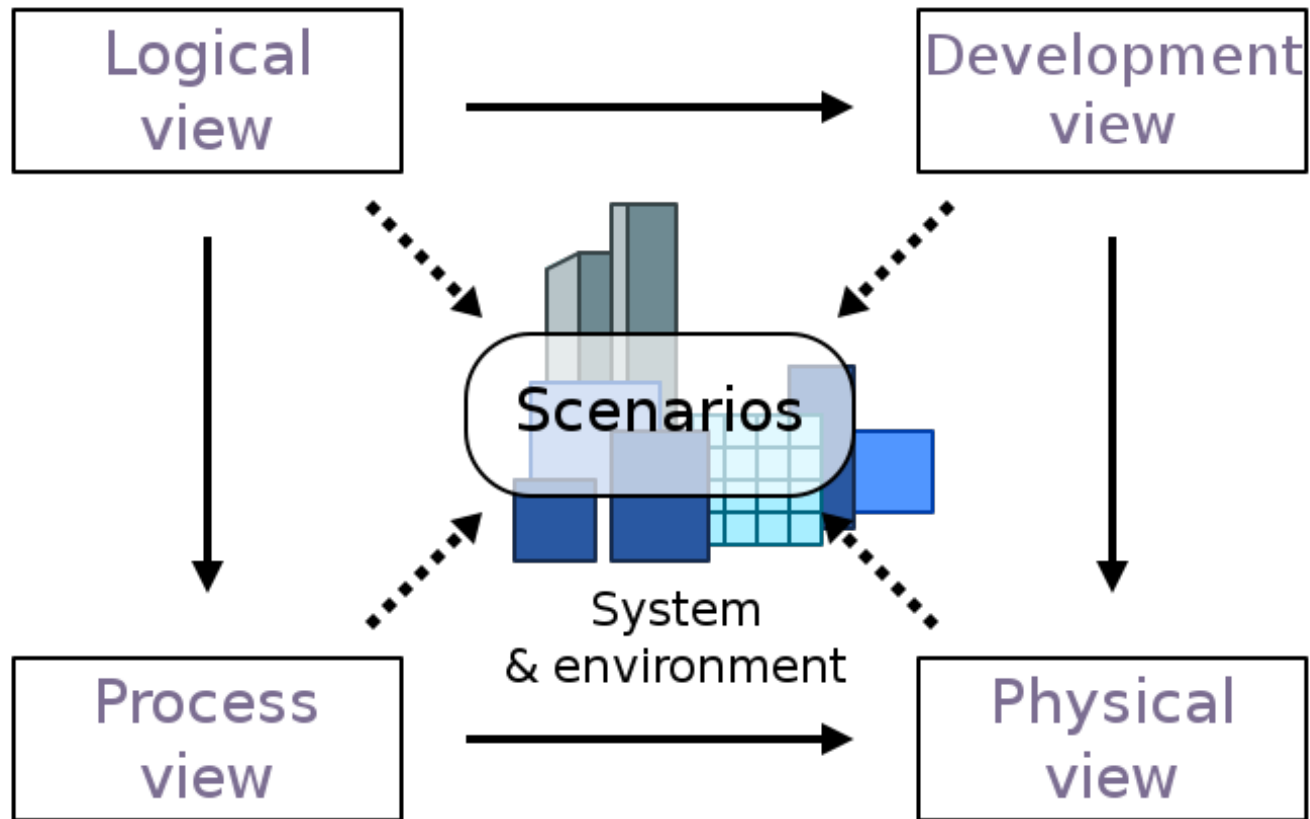 Logical
view
Development
view
Scenarios
System
& environment
Process
view
Physical
view